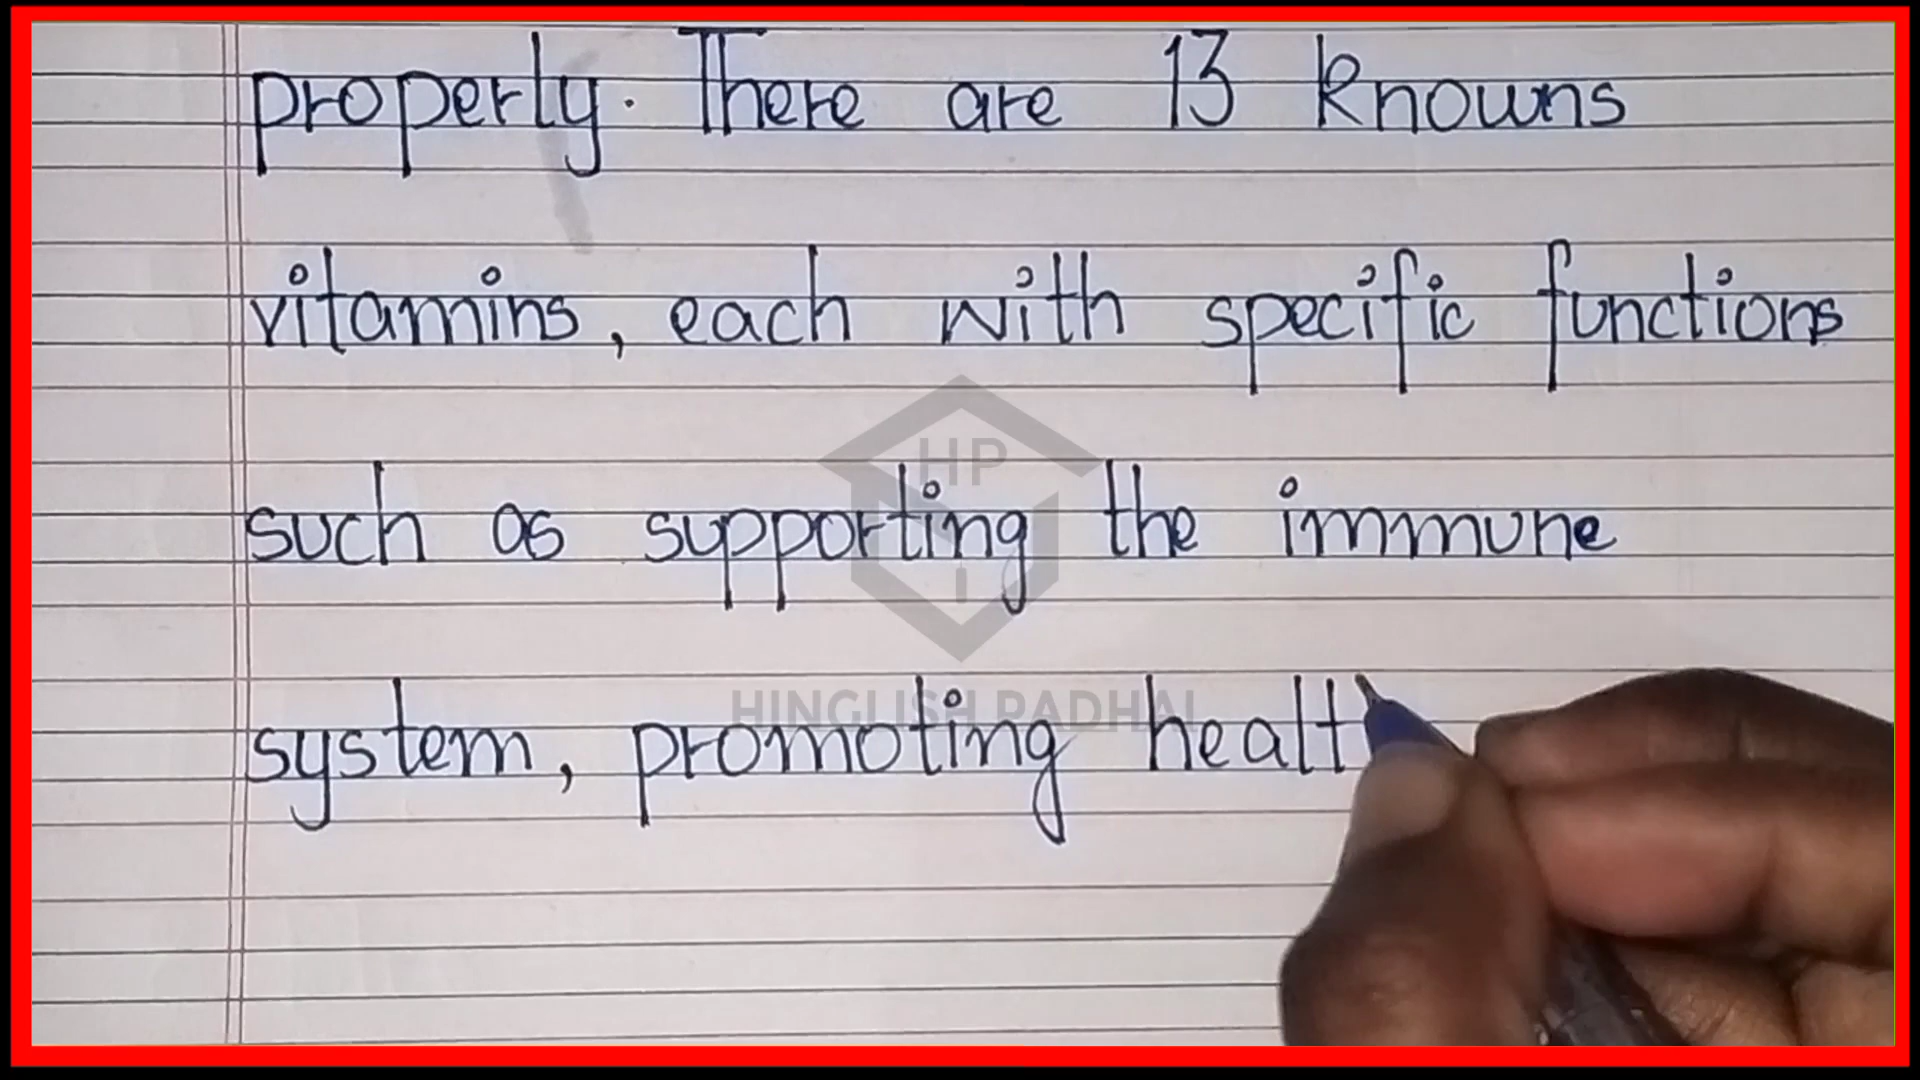 properly. There are 13 knowns
vitamins, each with specific functions
HP
such as supporting the immune
I
HINGLISH PADHAI
system, promoting healt